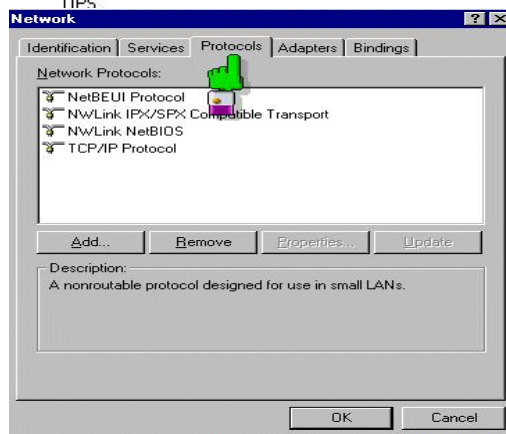 TIPS
Network
Identification Services Protocols Adapters Bindings
Network Protocols:
NetBEUI Protocol
NWLink IPX/SPX Compatible Transport
NWLink NetBIOS
TCP/IP Protocol
Add... Remove Properties... Update
Description:
A nonroutable protocol designed for use in small LANs.
OK Cancel